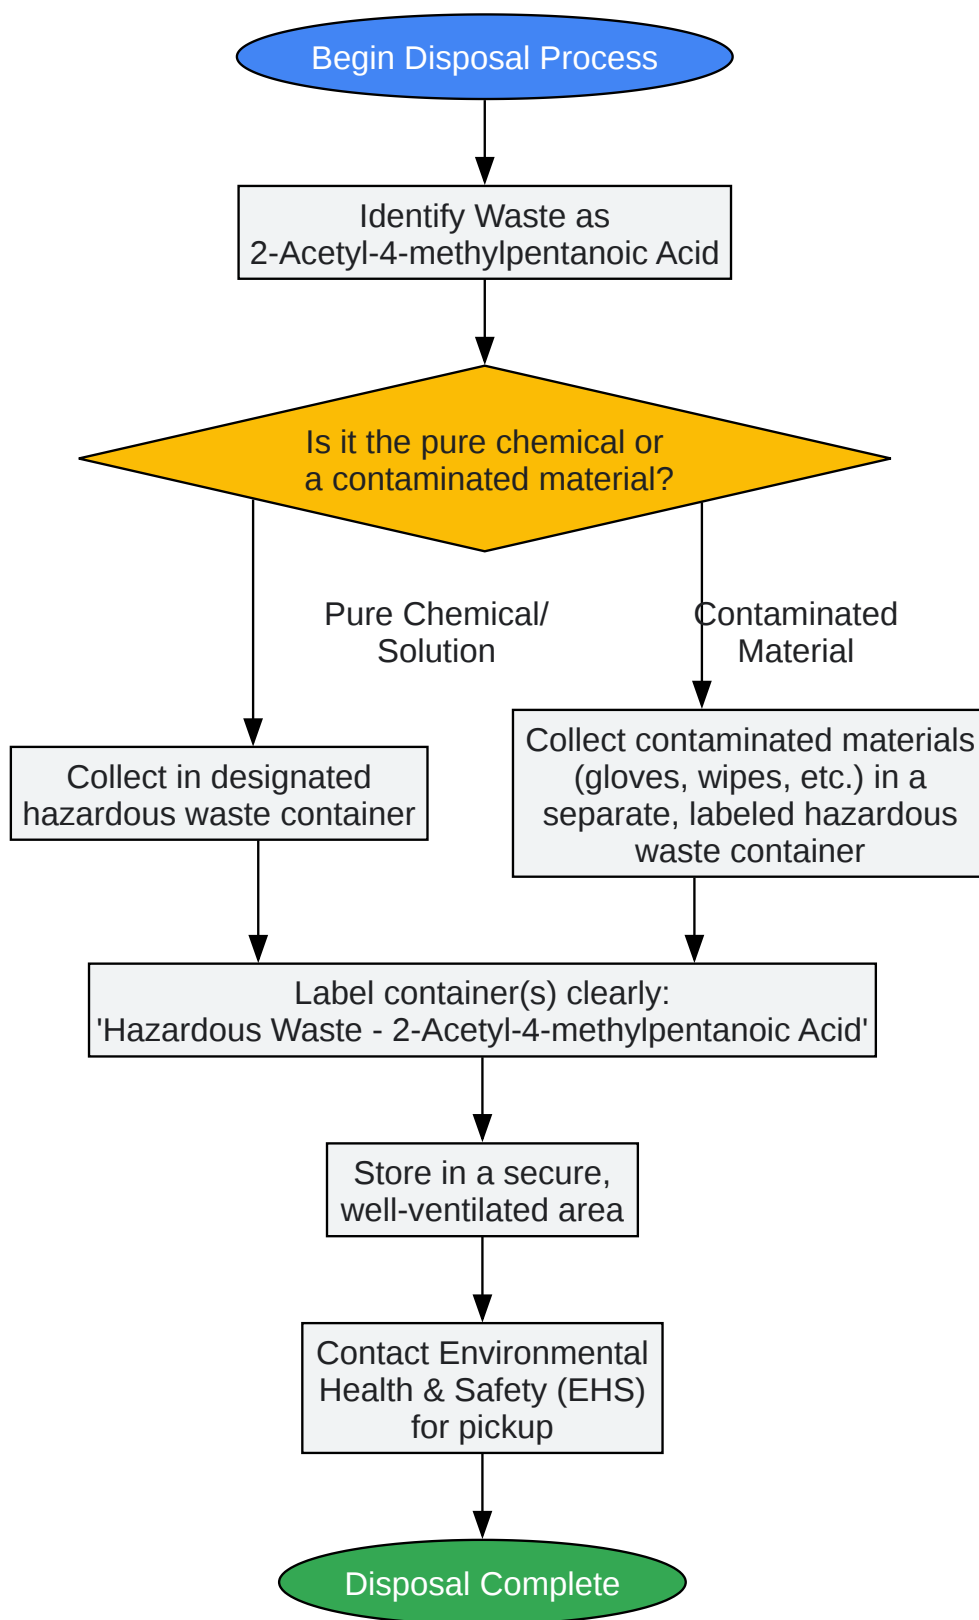 Begin Disposal Process
Identify Waste as
2-Acetyl-4-methylpentanoic Acid
Is it the pure chemical or
a contaminated material?
Pure Chemical/
Solution
Contaminated
Material
Collect in designated
hazardous waste container
Collect contaminated materials
(gloves, wipes, etc.) in a
separate, labeled hazardous
waste container
Label container(s) clearly:
'Hazardous Waste - 2-Acetyl-4-methylpentanoic Acid'
Store in a secure,
well-ventilated area
Contact Environmental
Health & Safety (EHS)
for pickup
Disposal Complete